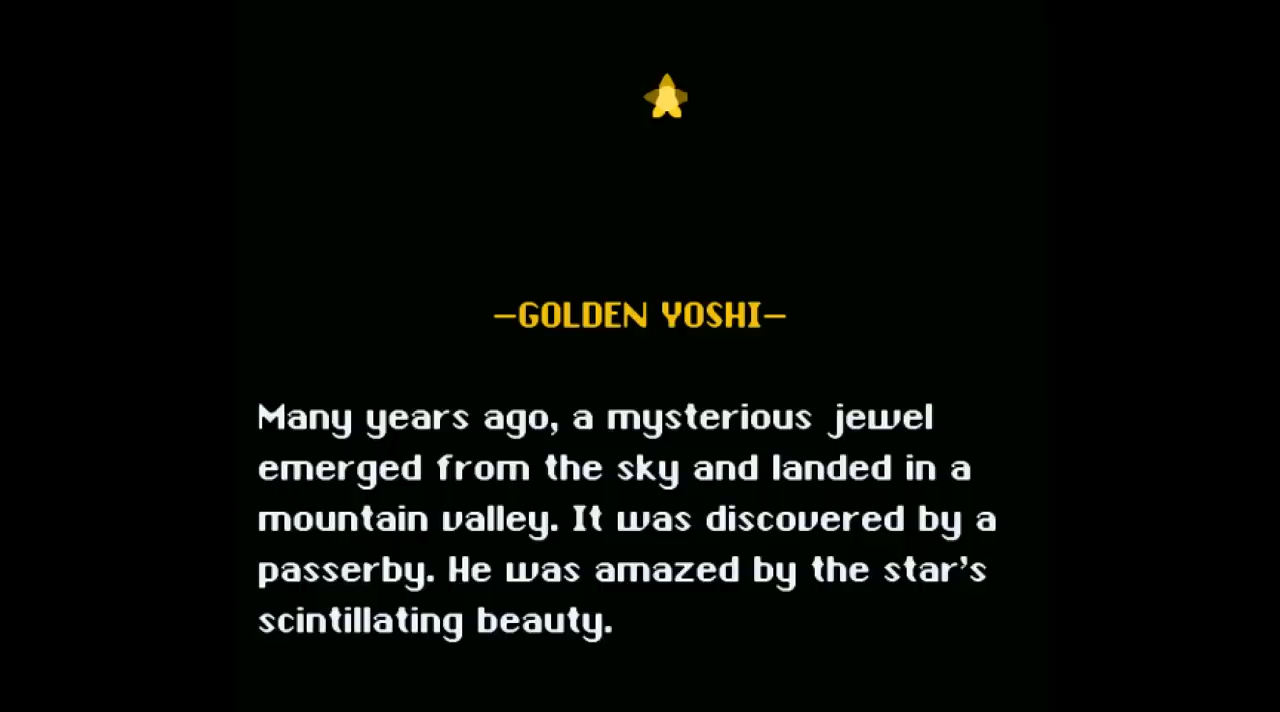 —GOLDEN YOSHI—
Many years ago, a mysterious jewel
emerged from the sky and landed in a
mountain valley. It was discovered by a
passerby. He was amazed by the star's
scintillating beauty.